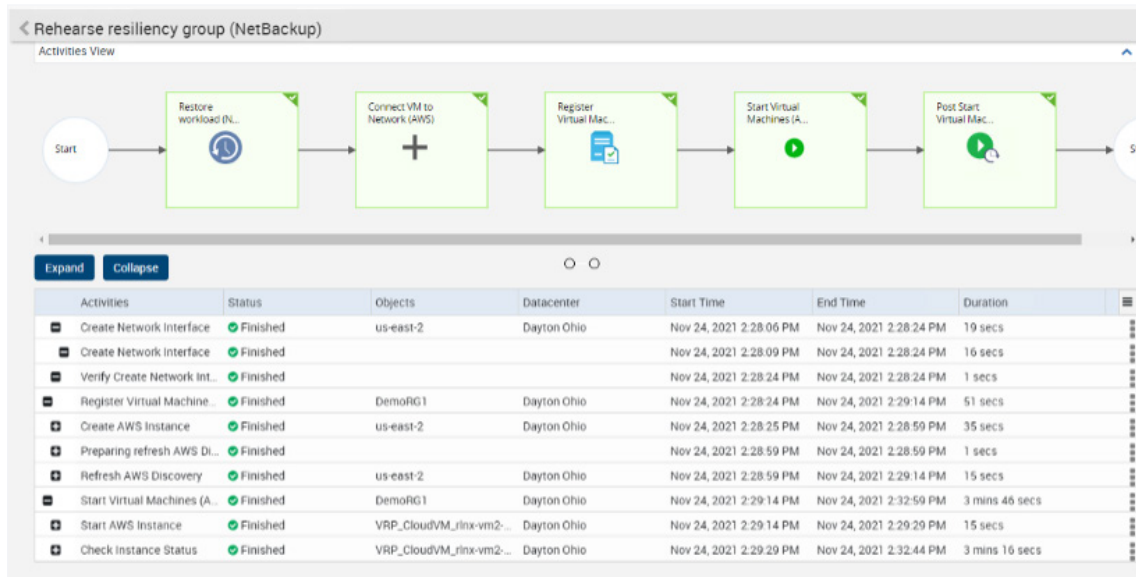 Rehearse resiliency group (NetBackup)
Activities View
Start
Restore
workload (N...
Connect VM to
Network (AWS)
Register
Virtual Mac...
Start Virtual
Machines (A...
Post Start
Virtual Mac...
S
Expand Collapse
Activities Status Objects Datacenter Start Time End Time Duration
Create Network Interface Finished us-east-2 Dayton Ohio Nov 24, 2021 2:28:06 PM Nov 24, 2021 2:28:24 PM 19 secs
Create Network Interface Finished Nov 24, 2021 2:28:09 PM Nov 24, 2021 2:28:24 PM 16 secs
Verify Create Network Int... Finished Nov 24, 2021 2:28:24 PM Nov 24, 2021 2:28:24 PM 1 secs
Register Virtual Machine... Finished DemoRG1 Dayton Ohio Nov 24, 2021 2:28:24 PM Nov 24, 2021 2:29:14 PM 51 secs
Create AWS Instance Finished us-east-2 Dayton Ohio Nov 24, 2021 2:28:25 PM Nov 24, 2021 2:28:59 PM 35 secs
Preparing refresh AWS Di... Finished Nov 24, 2021 2:28:59 PM Nov 24, 2021 2:28:59 PM 1 secs
Refresh AWS Discovery Finished us-east-2 Dayton Ohio Nov 24, 2021 2:28:59 PM Nov 24, 2021 2:29:14 PM 15 secs
Start Virtual Machines (A... Finished DemoRG1 Dayton Ohio Nov 24, 2021 2:29:14 PM Nov 24, 2021 2:32:59 PM 3 mins 46 secs
Start AWS Instance Finished VRP_CloudVM_rlnx-vm2-... Dayton Ohio Nov 24, 2021 2:29:14 PM Nov 24, 2021 2:29:29 PM 15 secs
Check Instance Status Finished VRP_CloudVM_rlnx-vm2-... Dayton Ohio Nov 24, 2021 2:29:29 PM Nov 24, 2021 2:32:44 PM 3 mins 16 secs